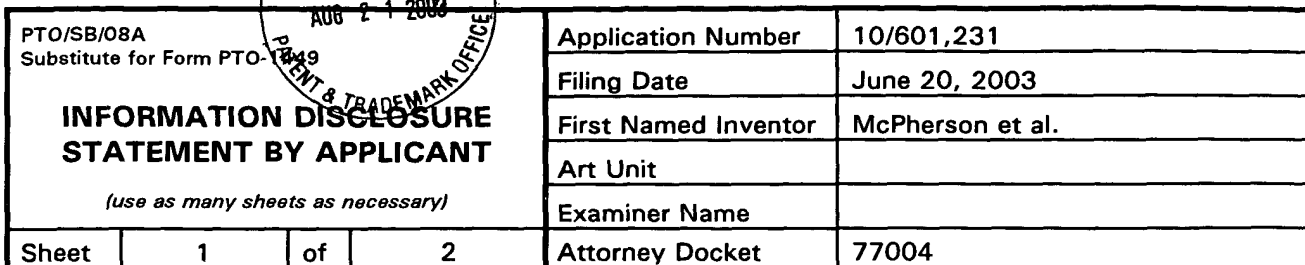 AUG 2 1 2003
PATENT & TRADEMARK OFFICE
PTO/SB/08A
Substitute for Form PTO-1449
INFORMATION DISCLOSURE
STATEMENT BY APPLICANT
(use as many sheets as necessary)
Sheet 1 of 2
Application Number 10/601,231
Filing Date June 20, 2003
First Named Inventor McPherson et al.
Art Unit
Examiner Name
Attorney Docket 77004